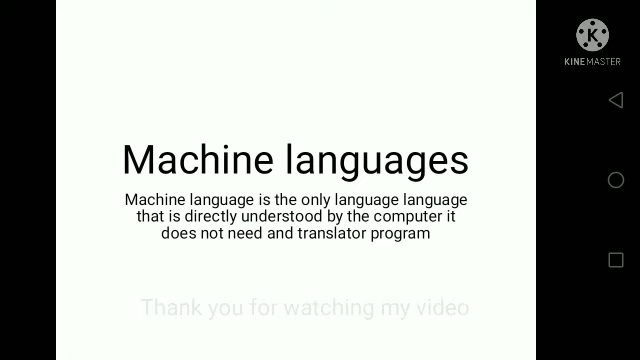 Machine languages
Machine language is the only language language
that is directly understood by the computer it
does not need and translator program
Thank you for watching my video
K
KINEMASTER